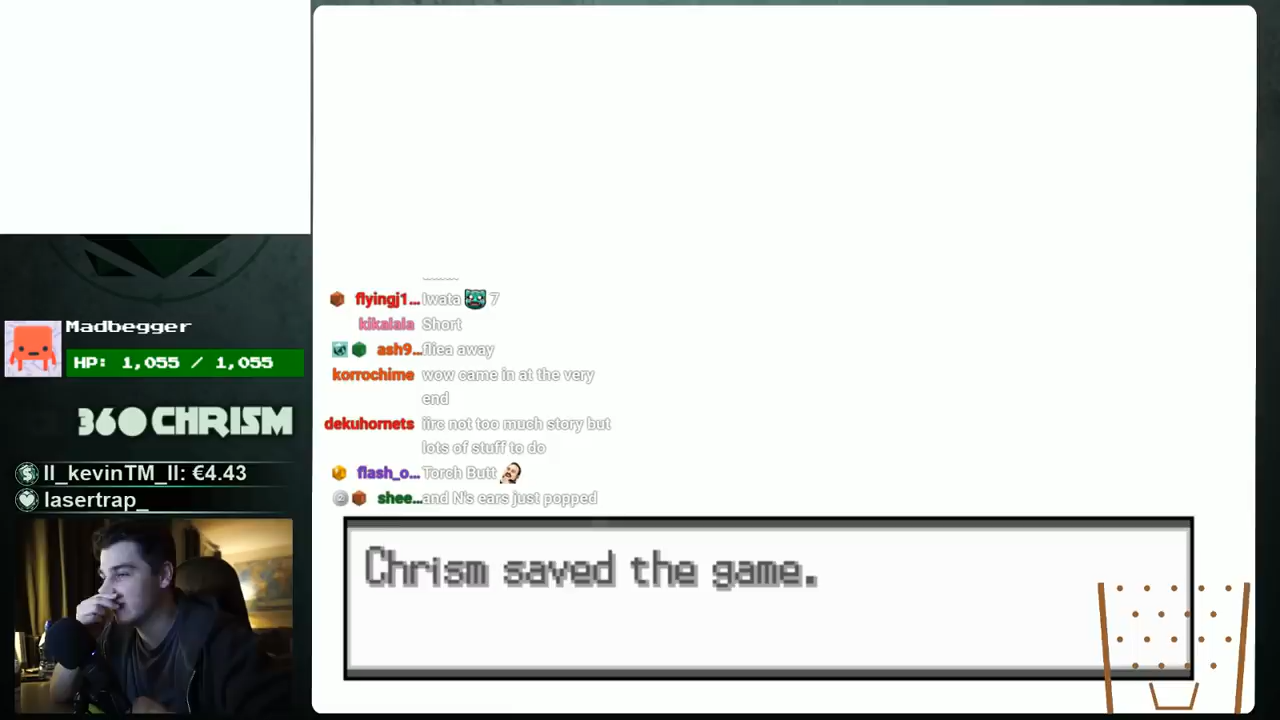 flyingj1... Iwata 7
kikalala Short
ash9... fliea away
korrochime wow came in at the very
end
dekuhornets iirc not too much story but
lots of stuff to do
flash_o... Torch Butt
shee... and N's ears just popped
Madbegger
HP: 1,055 / 1,055
360 CHRISM
ll_kevinTM_ll: €4.43
lasertrap_
Chrism saved the game.